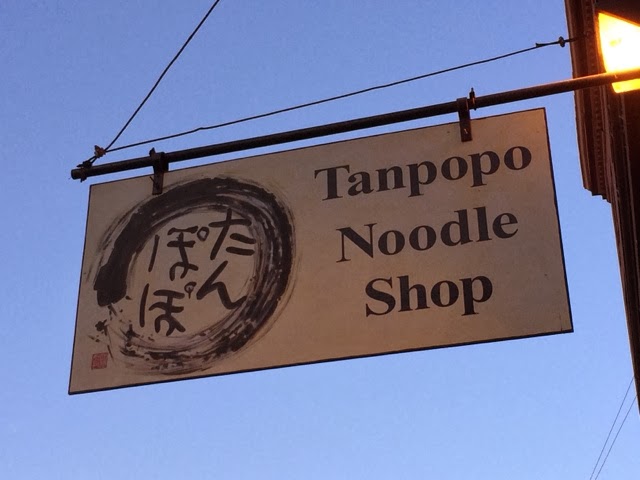 たん
ぽぽ
Tanpopo
Noodle
Shop